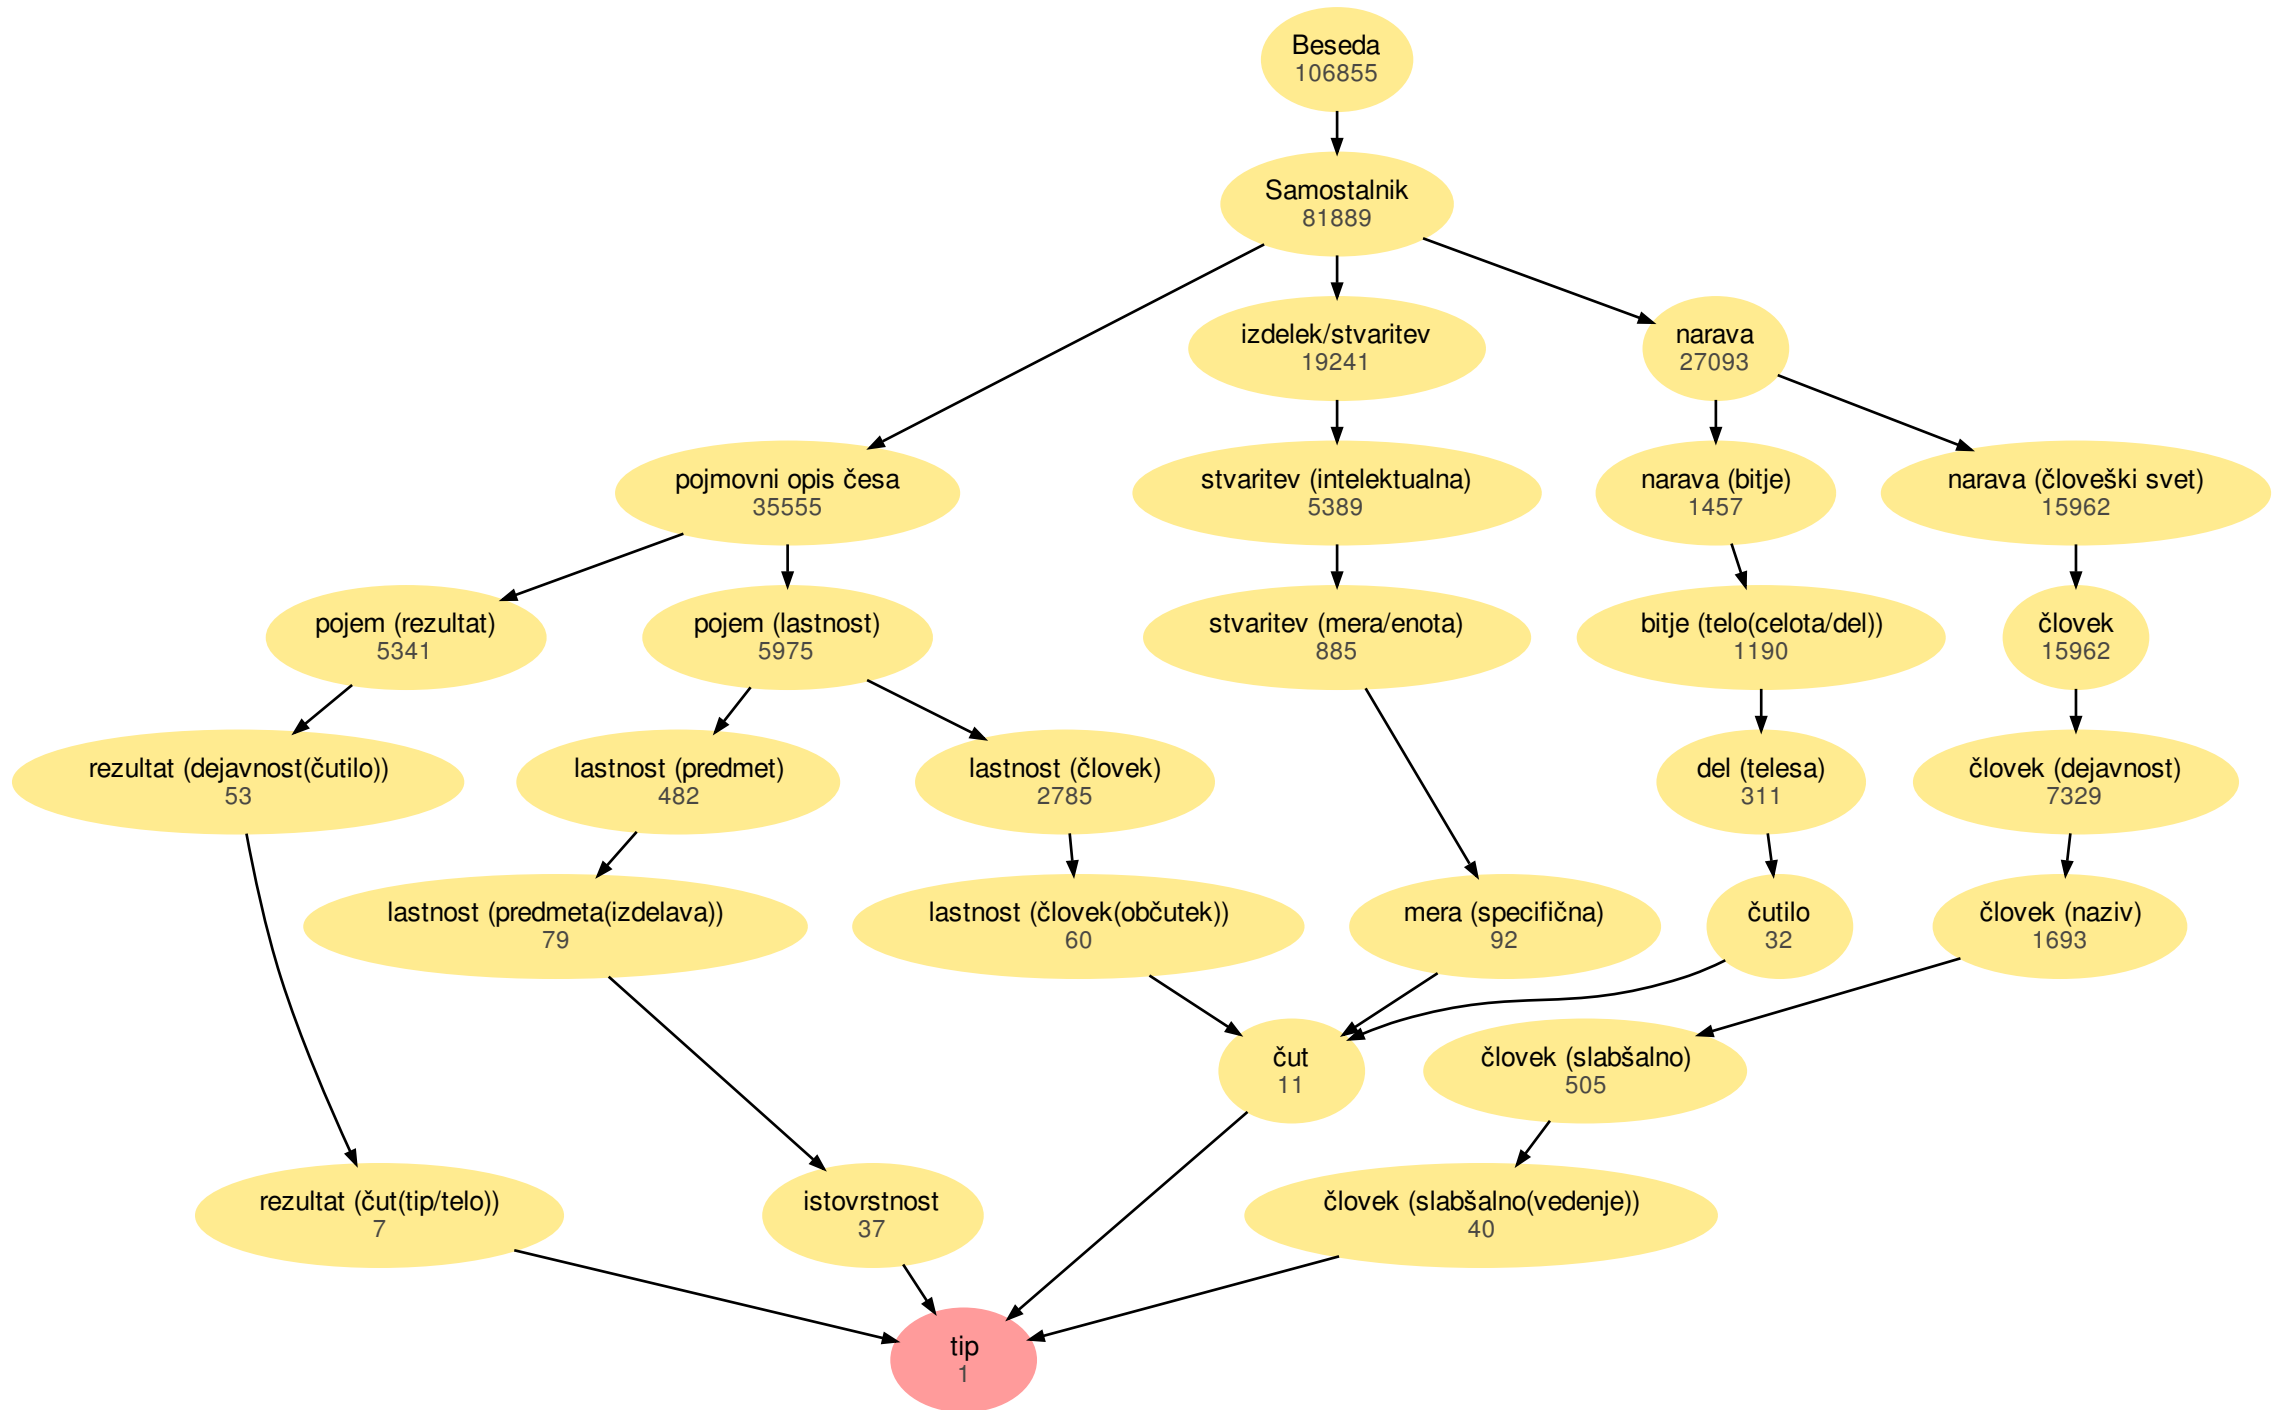 Beseda
106855
Samostalnik
81889
izdelek/stvaritev
19241
narava
27093
pojmovni opis česa
35555
stvaritev (intelektualna)
5389
narava (bitje)
1457
narava (človeški svet)
15962
pojem (rezultat)
5341
pojem (lastnost)
5975
stvaritev (mera/enota)
885
bitje (telo(celota/del))
1190
človek
15962
rezultat (dejavnost(čutilo))
53
lastnost (predmet)
482
lastnost (človek)
2785
del (telesa)
311
človek (dejavnost)
7329
lastnost (predmeta(izdelava))
79
lastnost (človek(občutek))
60
mera (specifična)
92
čutilo
32
človek (naziv)
1693
čut
11
človek (slabšalno)
505
rezultat (čut(tip/telo))
7
istovrstnost
37
človek (slabšalno(vedenje))
40
tip
1